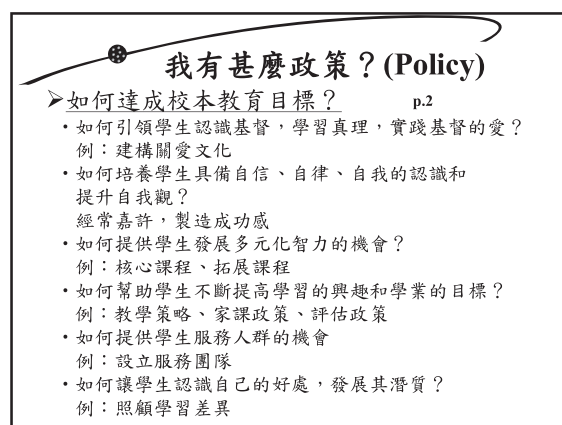 我有甚麼政策？(Policy)
➢如何達成校本教育目標？ p.2
・如何引領學生認識基督，學習真理，實踐基督的愛？
例：建構關愛文化
・如何培養學生具備自信、自律、自我的認識和
提升自我觀？
經常嘉許，製造成功感
・如何提供學生發展多元化智力的機會？
例：核心課程、拓展課程
・如何幫助學生不斷提高學習的興趣和學業的目標？
例：教學策略、家課政策、評估政策
・如何提供學生服務人群的機會
例：設立服務團隊
・如何讓學生認識自己的好處，發展其潛質？
例：照顧學習差異